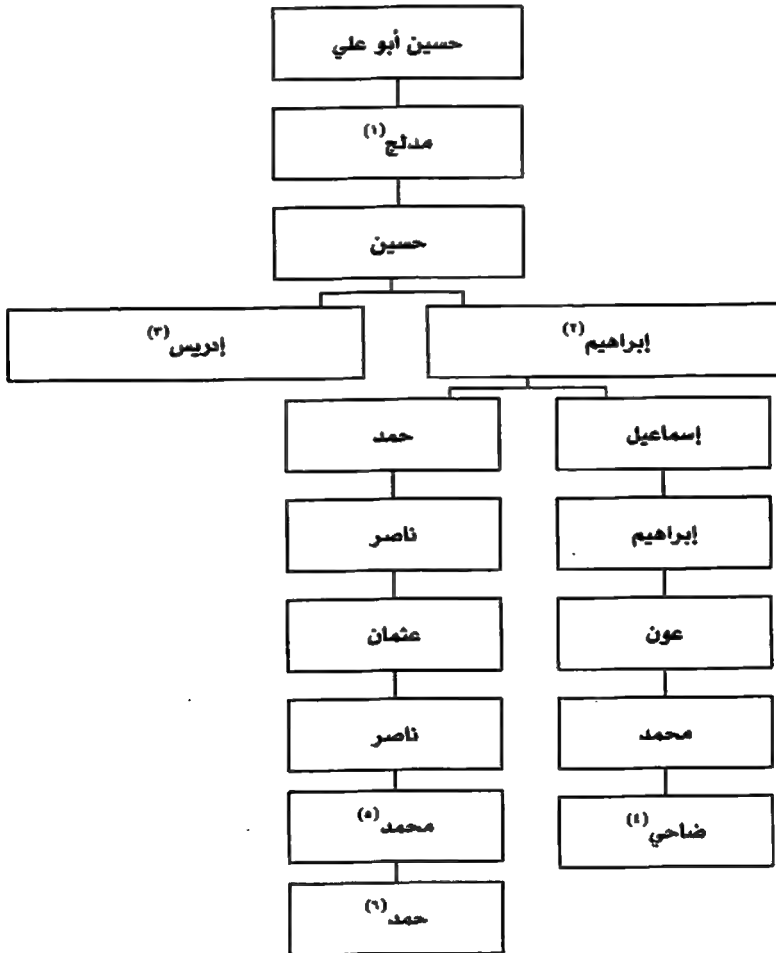 حسين أبو علي
مدلج (١)
حسين
إبراهيم (٢)
إدريس (٣)
إسماعيل
حمد
إبراهيم
ناصر
عون
عثمان
محمد
ناصر
ضاحي (٤)
محمد (٥)
حمد (٦)